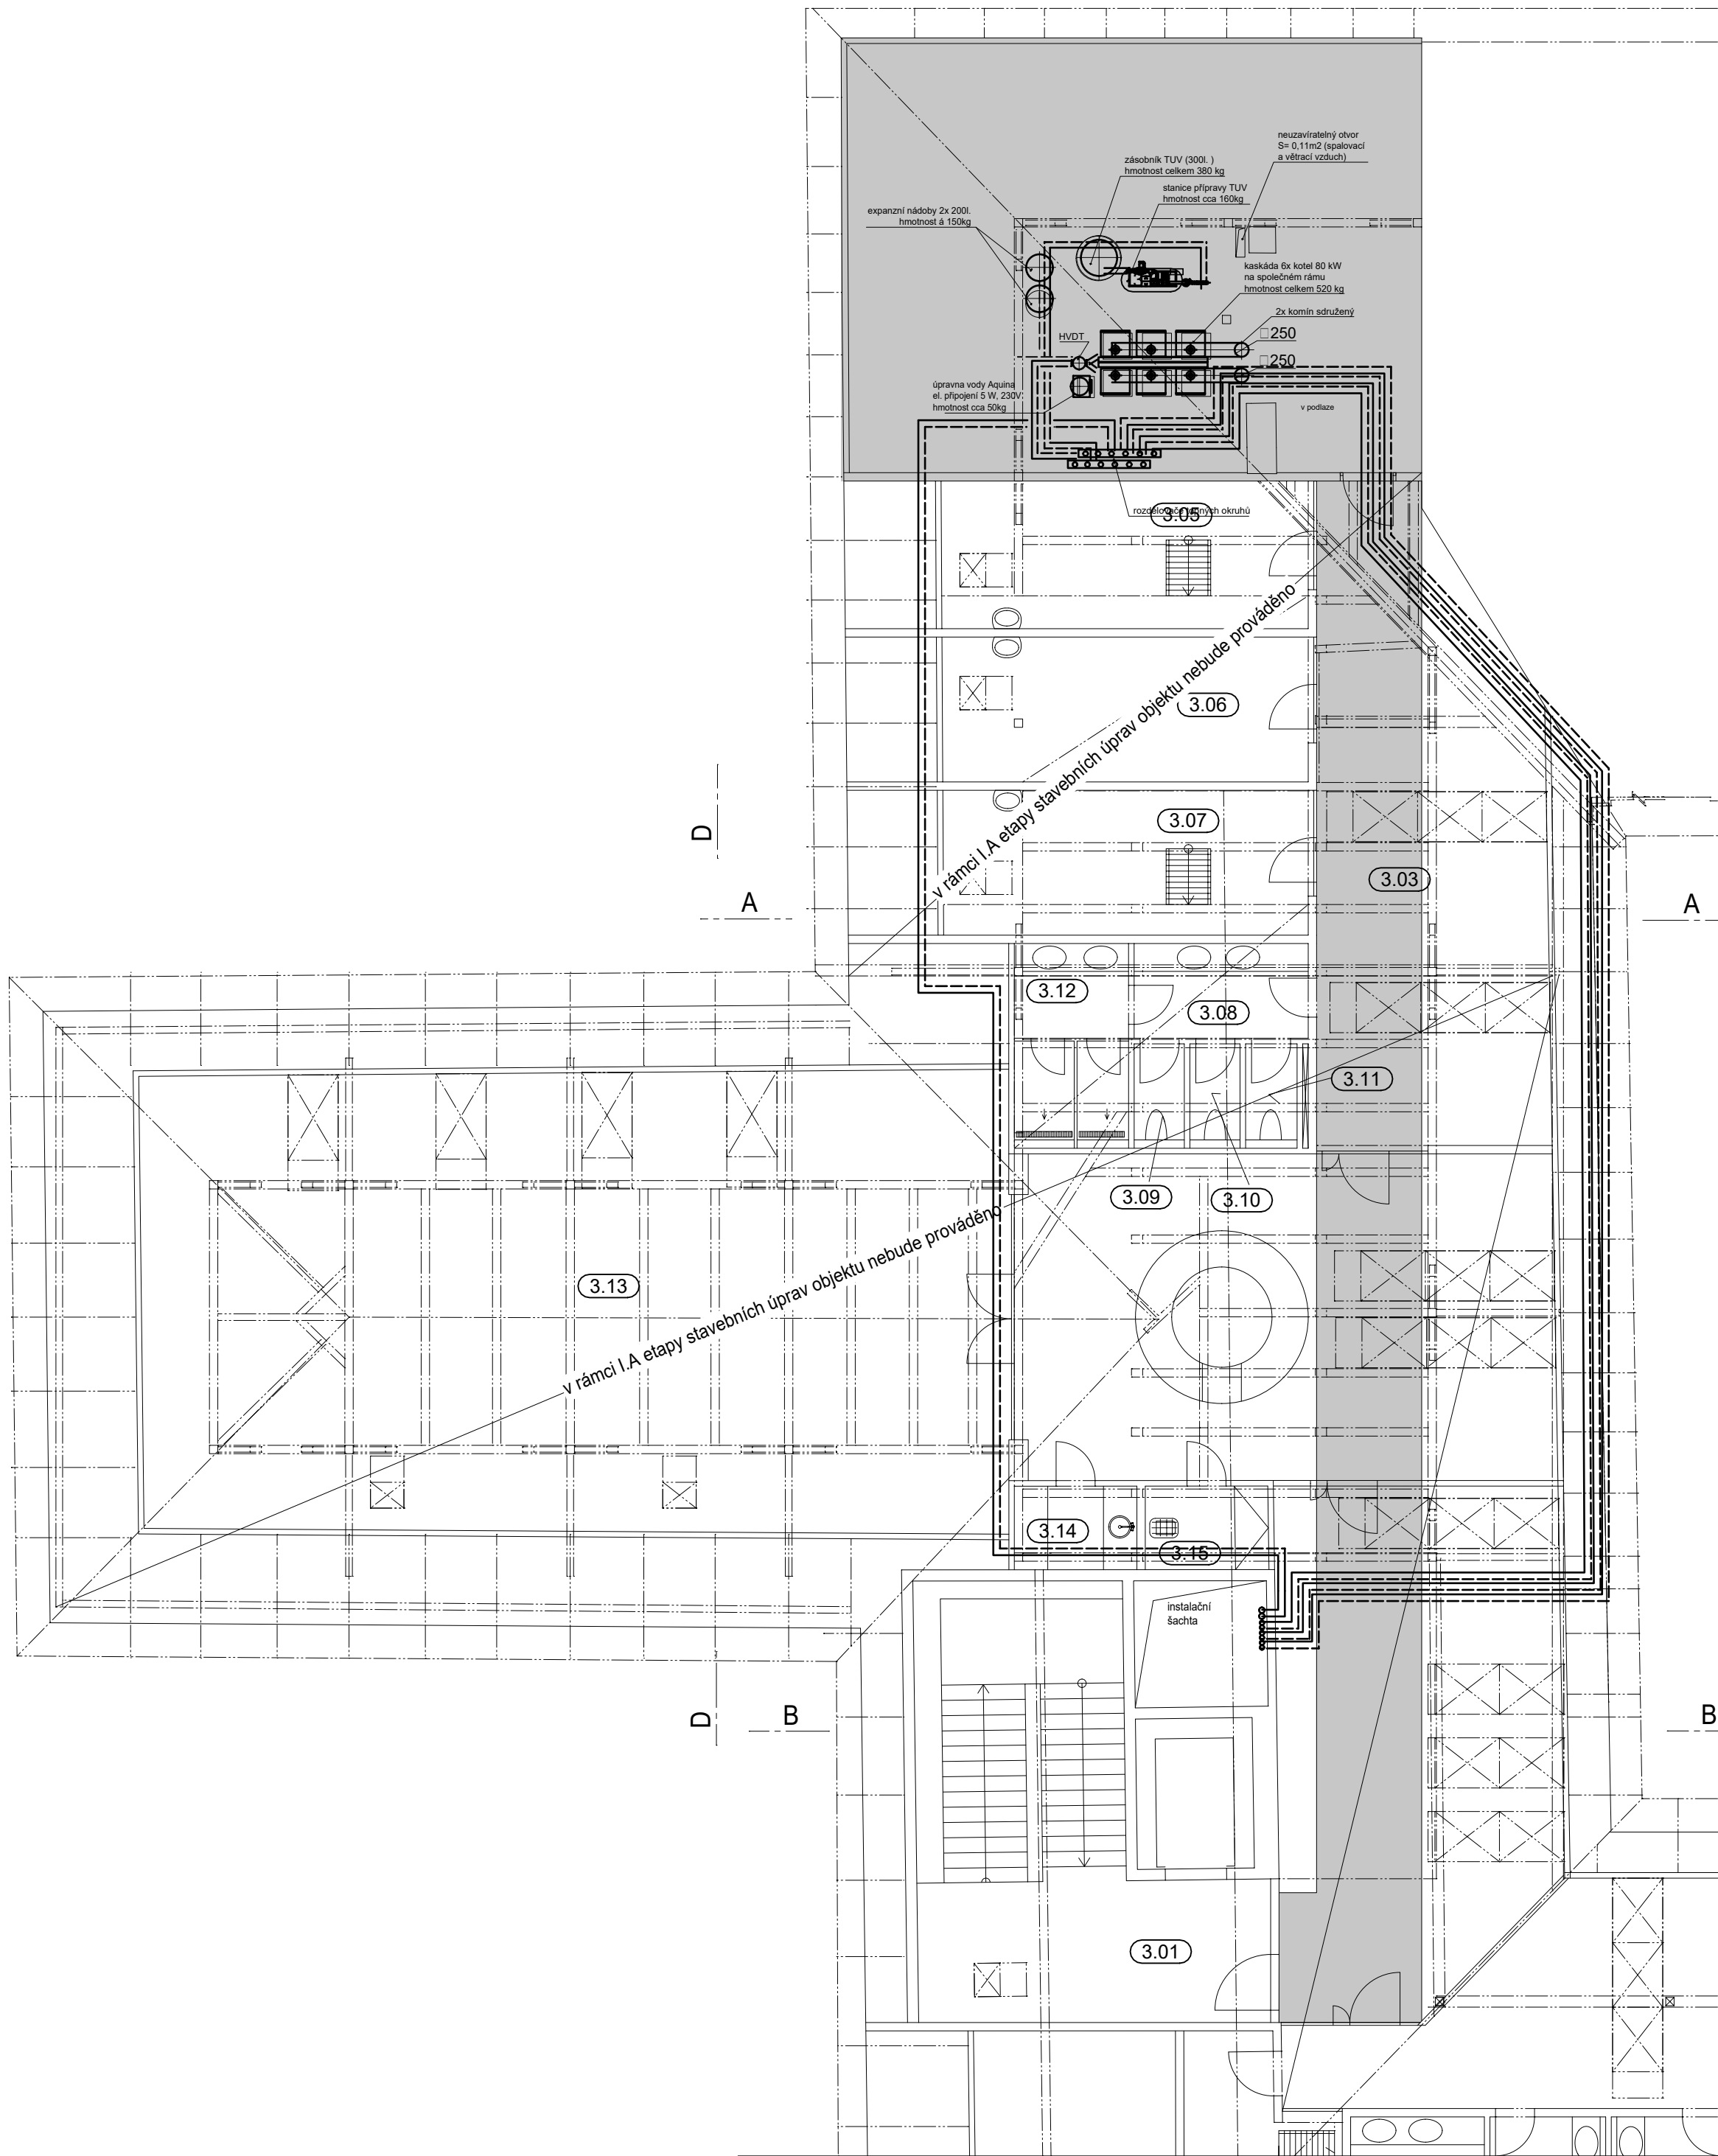 neuzavíratelný otvor
S= 0,11m2 (spalovací
a větrací vzduch)
zásobník TUV (300l. )
hmotnost celkem 380 kg
stanice přípravy TUV
hmotnost cca 160kg
expanzní nádoby 2x 200l.
hmotnost á 150kg
kaskáda 6x kotel 80 kW
na společném rámu
hmotnost celkem 520 kg
2x komín sdružený
□250
HVDT
□250
úpravna vody Aquina
el. připojení 5 W, 230V
hmotnost cca 50kg
v podlaze
rozdělovače topných okruhů
3.05
v rámci I.A etapy stavebních úprav objektu nebude prováděno
3.06
3.07
D
3.03
A
A
3.12
3.08
3.11
3.09
3.10
v rámci I.A etapy stavebních úprav objektu nebude prováděno
3.13
3.14
3.15
instalační
šachta
D
B
B
3.01